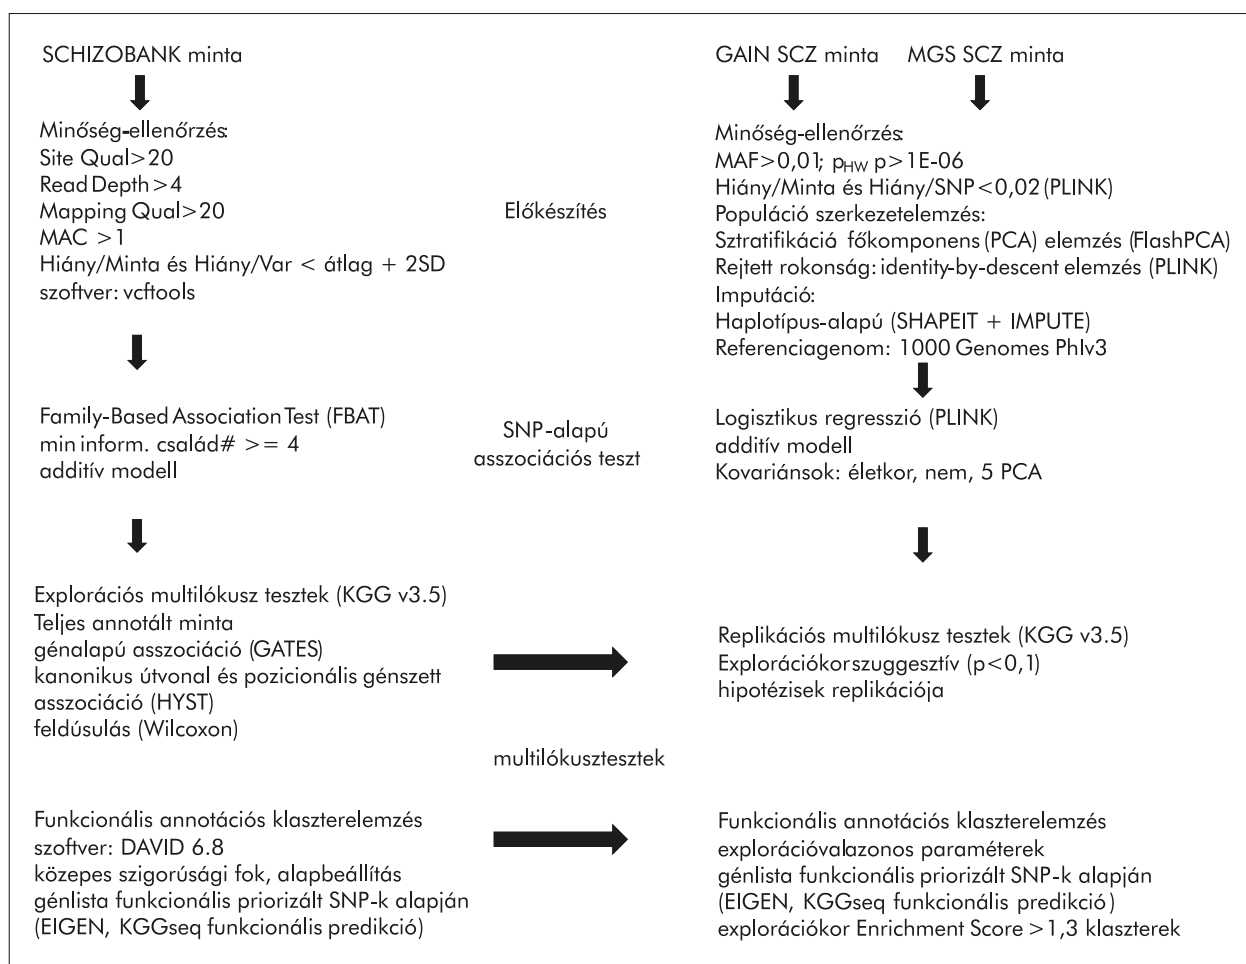 SCHIZOBANK minta
GAIN SCZ minta
MGS SCZ minta
Minőség-ellenőrzés:
Site Qual>20
Read Depth>4
Mapping Qual>20
MAC >1
Hiány/Minta és Hiány/Var < átlag + 2SD
szoftver: vcftools
Előkészítés
Minőség-ellenőrzés:
MAF>0,01; pHW p>1E-06
Hiány/Minta és Hiány/SNP<0,02 (PLINK)
Populáció szerkezetelemzés:
Sztratifikáció főkomponens (PCA) elemzés (FlashPCA)
Rejtett rokonság: identity-by-descent elemzés (PLINK)
Imputáció:
Haplotípus-alapú (SHAPEIT + IMPUTE)
Referenciagenom: 1000 Genomes PhIv3
Family-Based Association Test (FBAT)
min inform. család# >= 4
additív modell
SNP-alapú
asszociációs teszt
Logisztikus regresszió (PLINK)
additív modell
Kovariánsok: életkor, nem, 5 PCA
Explorációs multilókusz tesztek (KGG v3.5)
Teljes annotált minta
génalapú asszociáció (GATES)
kanonikus útvonal és pozicionális génszett
asszociáció (HYST)
feldúsulás (Wilcoxon)
Replikációs multilókusz tesztek (KGG v3.5)
Explorációkor szuggesztív (p<0,1)
hipotézisek replikációja
multilókusztesztek
Funkcionális annotációs klaszterelemzés
szoftver: DAVID 6.8
közepes szigorúsági fok, alapbeállítás
génlista funkcionális priorizált SNP-k alapján
(EIGEN, KGGseq funkcionális predikció)
Funkcionális annotációs klaszterelemzés
explorációval azonos paraméterek
génlista funkcionális priorizált SNP-k alapján
(EIGEN, KGGseq funkcionális predikció)
explorációkor Enrichment Score >1,3 klaszterek